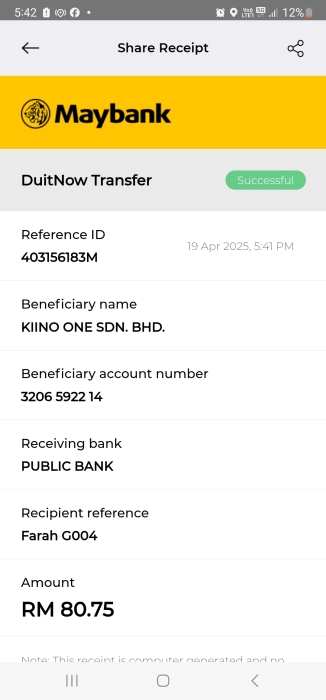 5:42
12%
Share Receipt
Maybank
DuitNow Transfer
Successful
Reference ID
19 Apr 2025, 5:41 PM
403156183M
Beneficiary name
KIINO ONE SDN. BHD.
Beneficiary account number
3206 5922 14
Receiving bank
PUBLIC BANK
Recipient reference
Farah G004
Amount
RM 80.75
Note: This receipt is computer generated and no